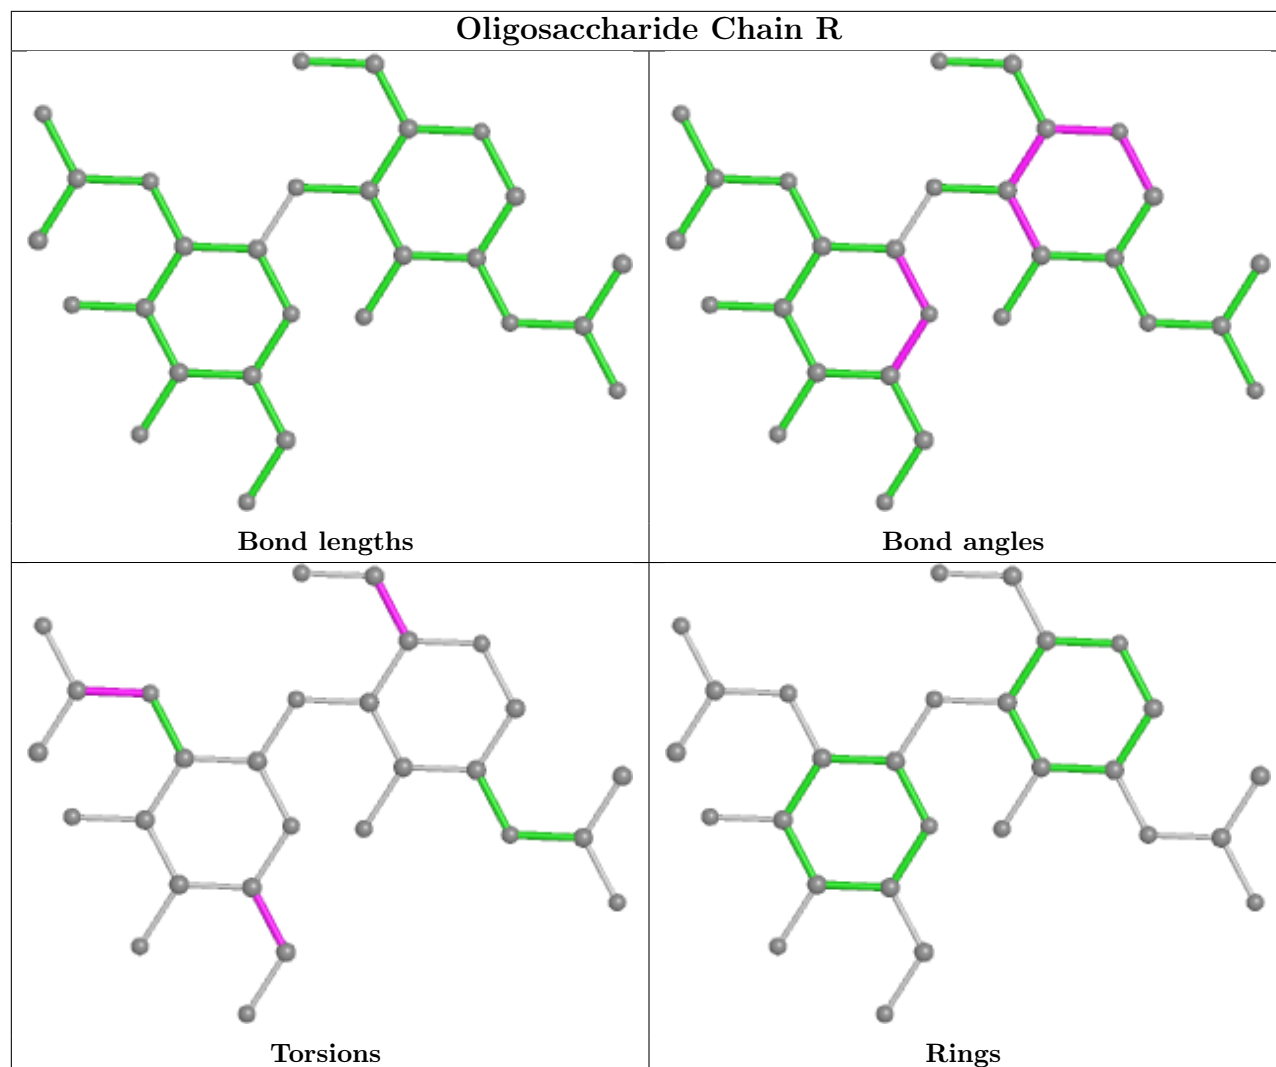 Oligosaccharide Chain R
Bond lengths
Bond angles
Torsions
Rings